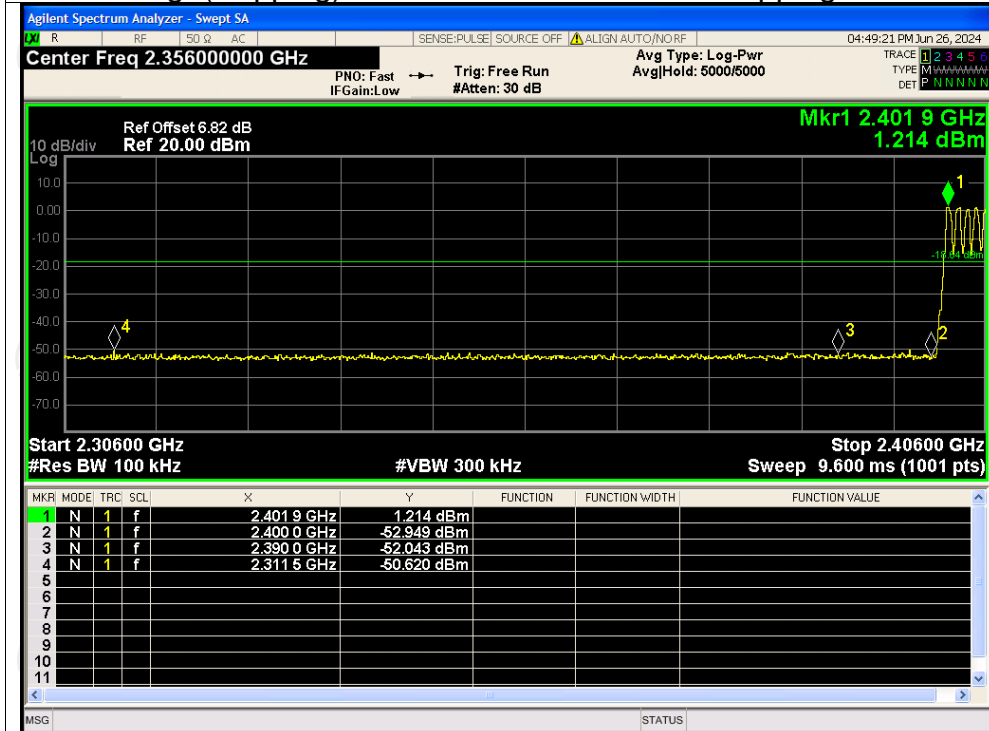 Agilent Spectrum Analyzer - Swept SA
LXI R RF 50 Ω AC SENSE:PULSE SOURCE OFF ALIGN AUTO/NO RF 04:49:21 PM Jun 26, 2024
Center Freq 2.356000000 GHz Avg Type: Log-Pwr TRACE 1 2 3 4 5 6
PNO: Fast Trig: Free Run Avg|Hold: 5000/5000 TYPE M
IFGain:Low #Atten: 30 dB DET P N N N N N
Mkr1 2.401 9 GHz
1.214 dBm
Ref Offset 6.82 dB
10 dB/div Ref 20.00 dBm
Log
10.0
0.00
-10.0
-20.0
-30.0
-40.0
-50.0
-60.0
-70.0
1
-18.64 dBm
4
3
2
Start 2.30600 GHz Stop 2.40600 GHz
#Res BW 100 kHz #VBW 300 kHz Sweep 9.600 ms (1001 pts)
MKR MODE TRC SCL X Y FUNCTION FUNCTION WIDTH FUNCTION VALUE
1 N 1 f 2.401 9 GHz 1.214 dBm
2 N 1 f 2.400 0 GHz -52.949 dBm
3 N 1 f 2.390 0 GHz -52.043 dBm
4 N 1 f 2.311 5 GHz -50.620 dBm
5
6
7
8
9
10
11
MSG STATUS